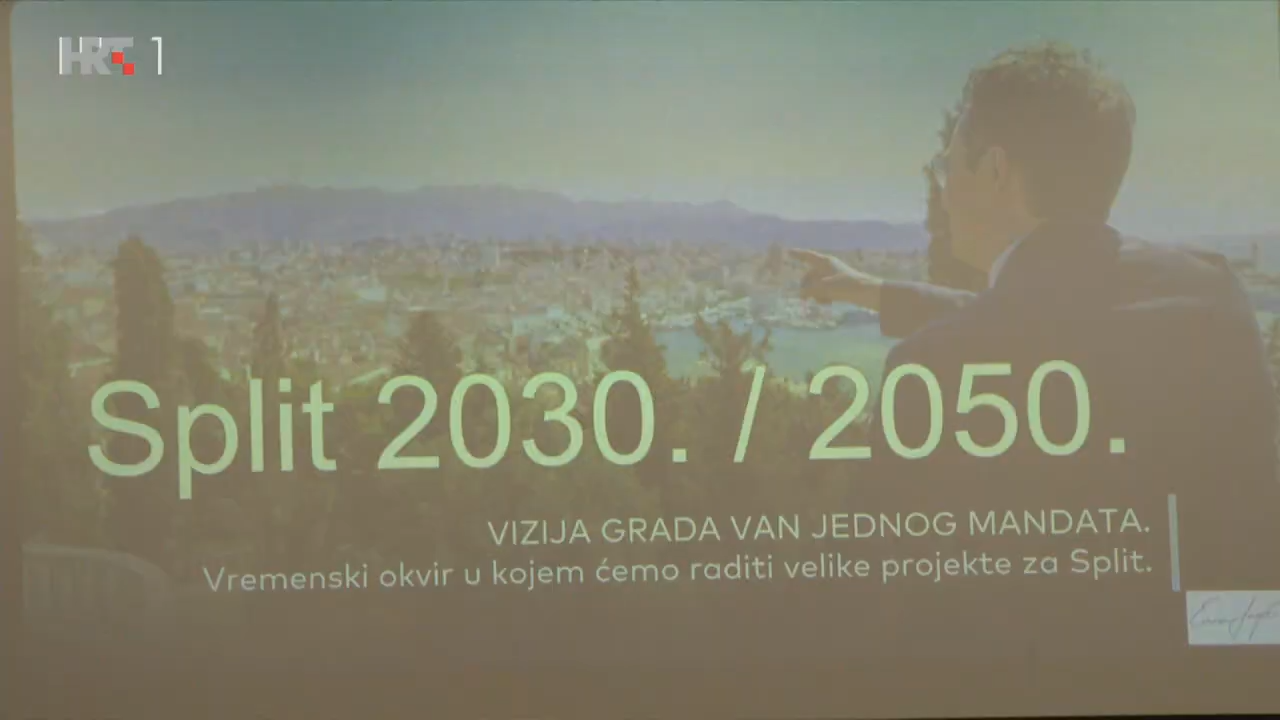 HRT 1
Split 2030. / 2050.
VIZIJA GRADA VAN JEDNOG MANDATA.
Vremenski okvir u kojem ćemo raditi velike projekte za Split.